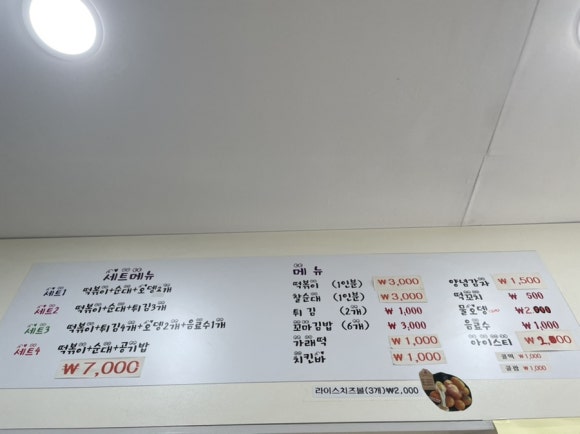 세트메뉴
세트1 떡볶이+순대+오뎅2개
세트2 떡볶이+순대+튀김3개
세트3 떡볶이+튀김4개+오뎅2개+음료수1개
세트4 떡볶이+순대+공기밥
₩7,000
메 뉴
떡볶이 (1인분) ₩3,000
찰순대 (1인분) ₩3,000
튀 김 (2개) ₩ 1,000
꼬마김밥 (6개) ₩ 3,000
가래떡 ₩1,000
치킨바 ₩1,000
양념감자 ₩1,500
떡꼬치 ₩ 500
물오뎅 ₩2,000
음료수 ₩1,000
아이스티 ₩2,000
음밥 ₩1,000
라이스치즈볼(3개)₩2,000